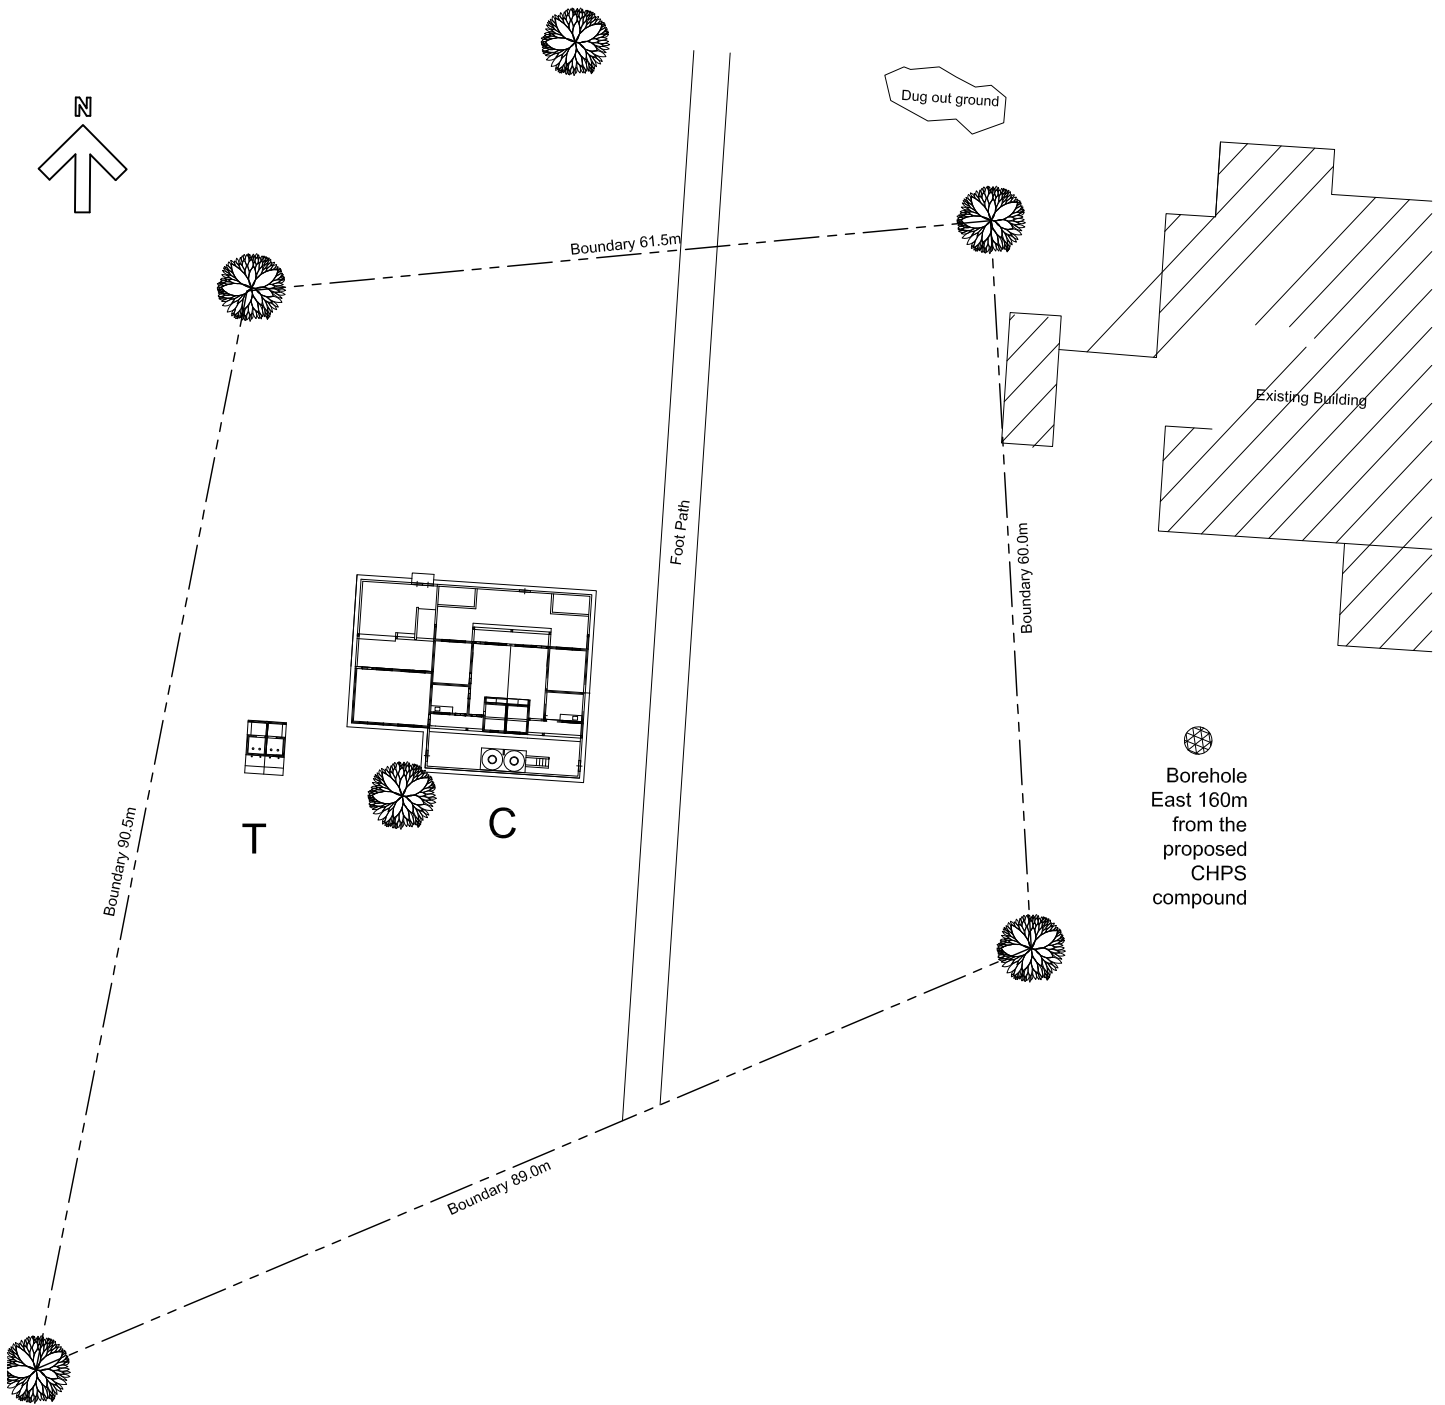 Dug out ground
N
Boundary 61.5m
Existing Building
Foot Path
Boundary 60.0m
Borehole
East 160m
from the
proposed
CHPS
compound
C
T
Boundary 90.5m
Boundary 89.0m